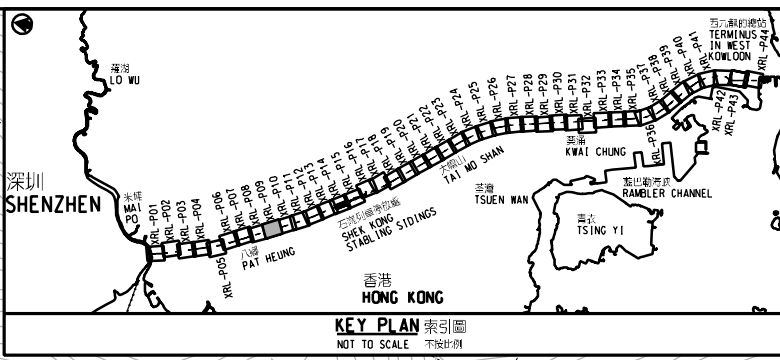 西九龍的總站
TERMINUS
IN WEST
KOWLOON
羅湖
LO WU
深圳
SHENZHEN
米埔
MAI
PO
XRL-P01
XRL-P02
XRL-P03
XRL-P04
XRL-P05
XRL-P06
XRL-P07
XRL-P08
XRL-P09
XRL-P10
XRL-P11
XRL-P12
XRL-P13
XRL-P14
XRL-P15
XRL-P16
XRL-P17
XRL-P18
XRL-P19
XRL-P20
XRL-P21
XRL-P22
XRL-P23
XRL-P24
XRL-P25
XRL-P26
XRL-P27
XRL-P28
XRL-P29
XRL-P30
XRL-P31
XRL-P32
XRL-P33
XRL-P34
XRL-P35
XRL-P36
XRL-P37
XRL-P38
XRL-P39
XRL-P40
XRL-P41
XRL-P42
XRL-P43
XRL-P44
八鄉
PAT HEUNG
SHEK KONG
STABLING SIDINGS
大帽山
TAI MO SHAN
葵涌
KWAI CHUNG
荃灣
TSUEN WAN
藍巴勒海峽
RAMBLER CHANNEL
青衣
TSING YI
香港
HONG KONG
KEY PLAN 索引圖
NOT TO SCALE 不按比例